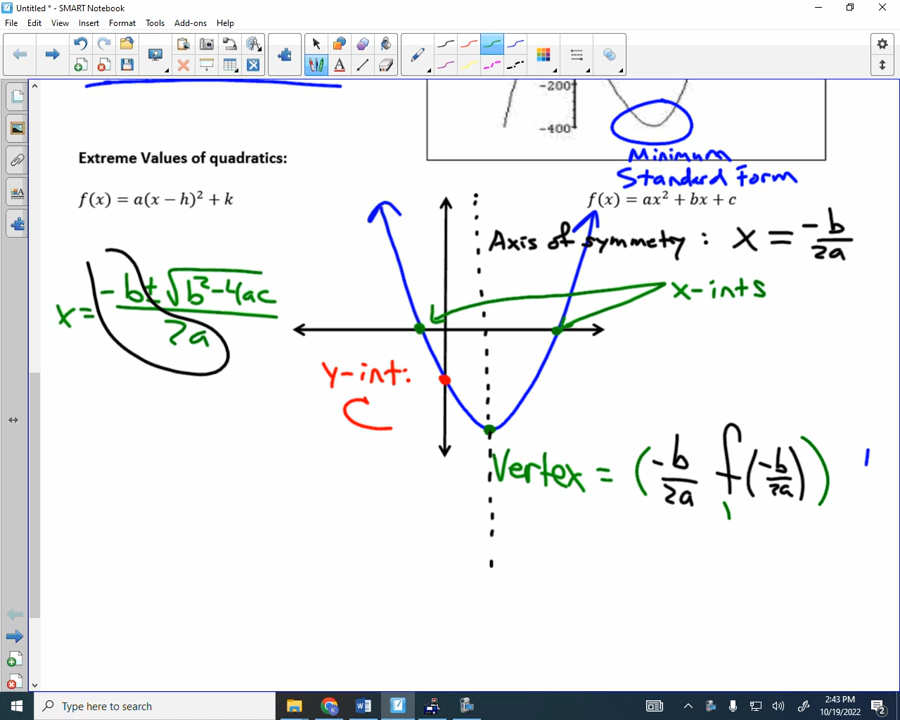 Untitled * - SMART Notebook
File Edit View Insert Format Tools Add-ons Help
-200
-400
Minimum
Extreme Values of quadratics:
Standard Form
f(x) = a(x − h)² + k
f(x) = ax² + bx + c
Axis of symmetry: x = -b/2a
x = -b ± √b²-4ac / 2a
x-ints
y-int:
C
Vertex = (-b/2a f(-b/2a))
Type here to search
2:43 PM
10/19/2022
2